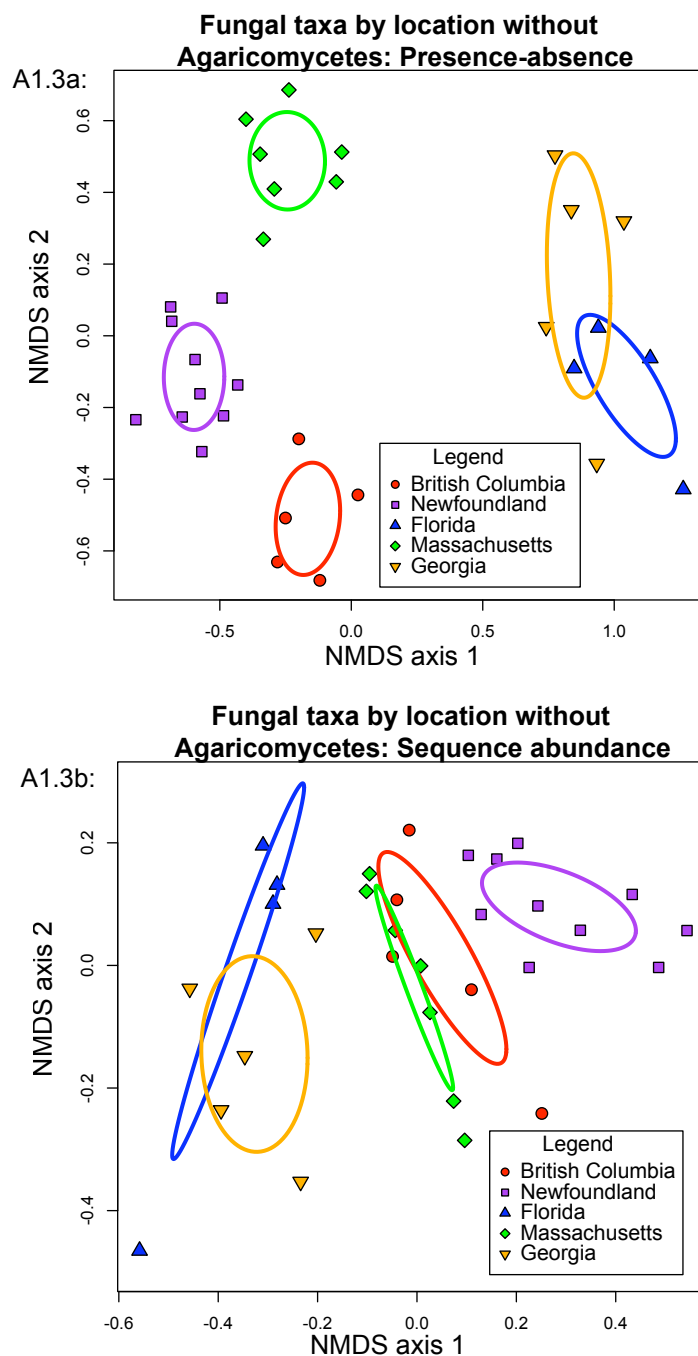 Fungal taxa by location without
Agaricomycetes: Presence-absence
A1.3a:
NMDS axis 2
0.6
0.4
0.2
0.0
-0.2
-0.4
-0.6
Legend
British Columbia
Newfoundland
Florida
Massachusetts
Georgia
-0.5
0.0
0.5
1.0
NMDS axis 1
Fungal taxa by location without
Agaricomycetes: Sequence abundance
A1.3b:
NMDS axis 2
0.2
0.0
-0.2
-0.4
Legend
British Columbia
Newfoundland
Florida
Massachusetts
Georgia
-0.6
-0.4
-0.2
0.0
0.2
0.4
NMDS axis 1